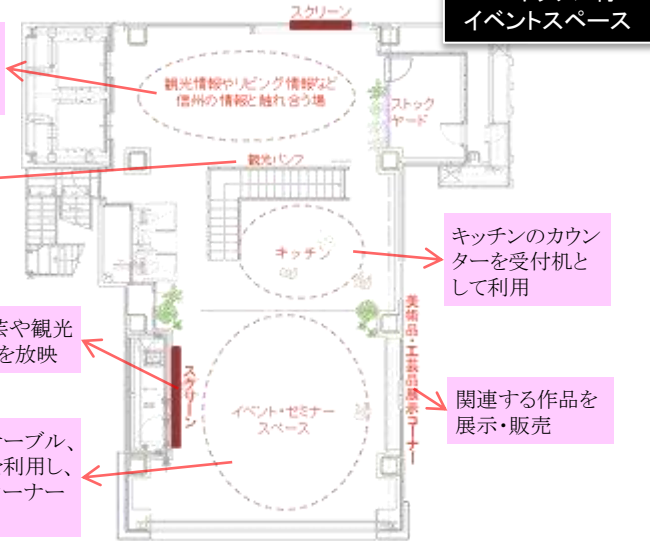 スクリーン
イベントスペース
観光情報やリビング情報など
信州の情報と触れ合う場
ストック
ヤード
観光パンフ
キッチン
キッチンのカウン
ターを受付机と
して利用
や観光
を放映
スクリーン
美術品・工芸品展示コーナー
イベント・セミナー
スペース
関連する作品を
展示・販売
ーブル、
利用し、
ーナー